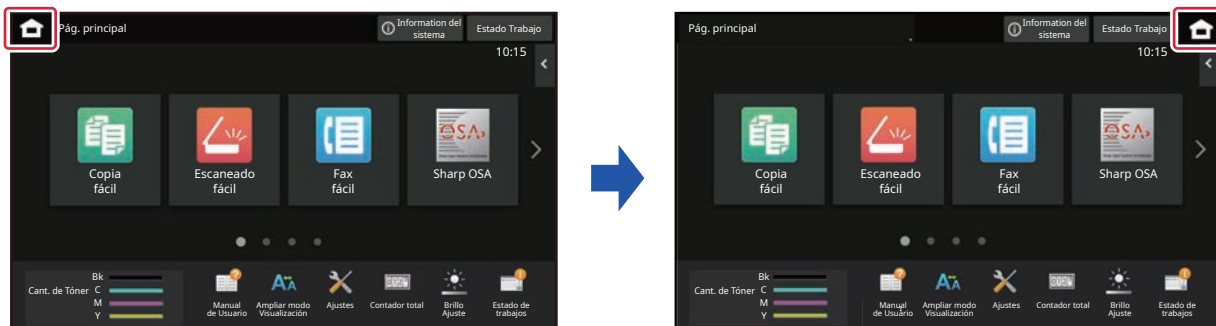 Pág. principal
Information del
sistema
Estado Trabajo
10:15
Copia
fácil
Escaneado
fácil
Fax
fácil
OSA
Sharp OSA
Cant. de Tóner
Bk
C
M
Y
Manual
de Usuario
Ampliar modo
Visualización
Ajustes
Contador total
Brillo
Ajuste
Estado de
trabajos
Pág. principal
Information del
sistema
Estado Trabajo
10:15
Copia
fácil
Escaneado
fácil
Fax
fácil
OSA
Sharp OSA
Cant. de Tóner
Bk
C
M
Y
Manual
de Usuario
Ampliar modo
Visualización
Ajustes
Contador total
Brillo
Ajuste
Estado de
trabajos